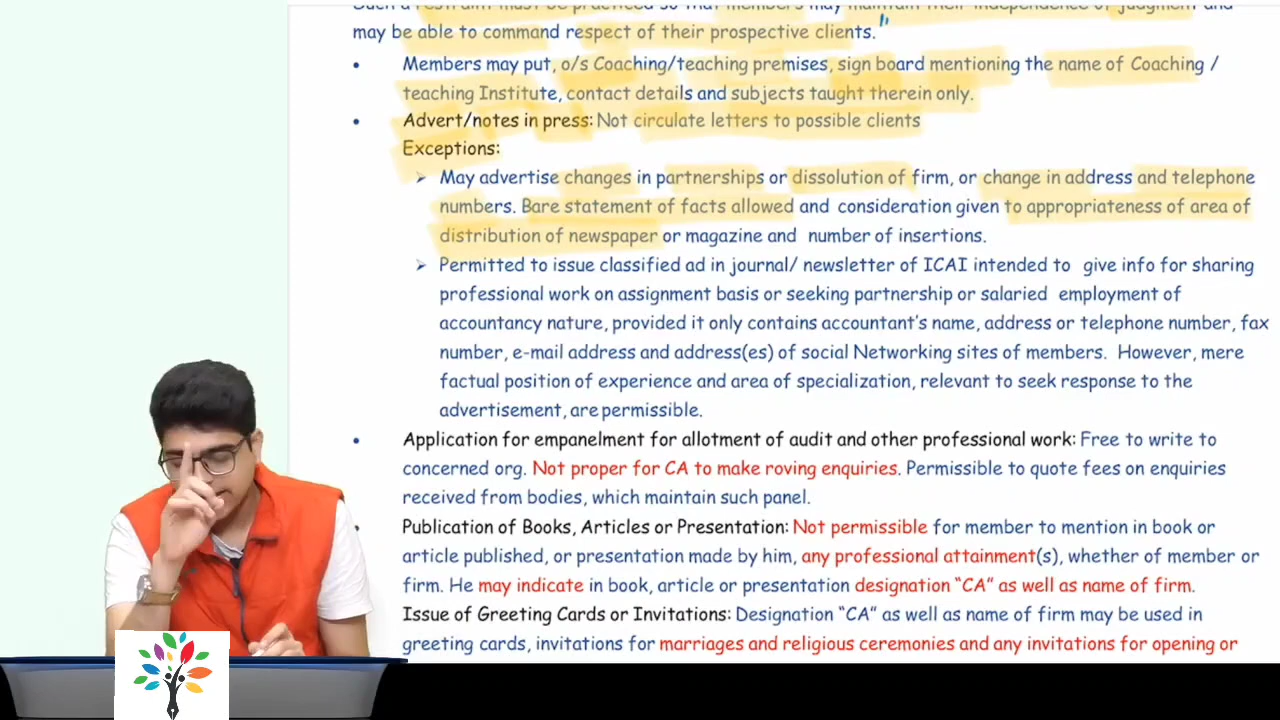 Such a restraint must be practiced so that members may maintain their independence of judgment and
may be able to command respect of their prospective clients."
• Members may put, o/s Coaching/teaching premises, sign board mentioning the name of Coaching /
teaching Institute, contact details and subjects taught therein only.
• Advert/notes in press: Not circulate letters to possible clients
Exceptions:
➢ May advertise changes in partnerships or dissolution of firm, or change in address and telephone
numbers. Bare statement of facts allowed and consideration given to appropriateness of area of
distribution of newspaper or magazine and number of insertions.
➢ Permitted to issue classified ad in journal/ newsletter of ICAI intended to give info for sharing
professional work on assignment basis or seeking partnership or salaried employment of
accountancy nature, provided it only contains accountant's name, address or telephone number, fax
number, e-mail address and address(es) of social Networking sites of members. However, mere
factual position of experience and area of specialization, relevant to seek response to the
advertisement, are permissible.
• Application for empanelment for allotment of audit and other professional work: Free to write to
concerned org. Not proper for CA to make roving enquiries. Permissible to quote fees on enquiries
received from bodies, which maintain such panel.
• Publication of Books, Articles or Presentation: Not permissible for member to mention in book or
article published, or presentation made by him, any professional attainment(s), whether of member or
firm. He may indicate in book, article or presentation designation "CA" as well as name of firm.
Issue of Greeting Cards or Invitations: Designation "CA" as well as name of firm may be used in
greeting cards, invitations for marriages and religious ceremonies and any invitations for opening or